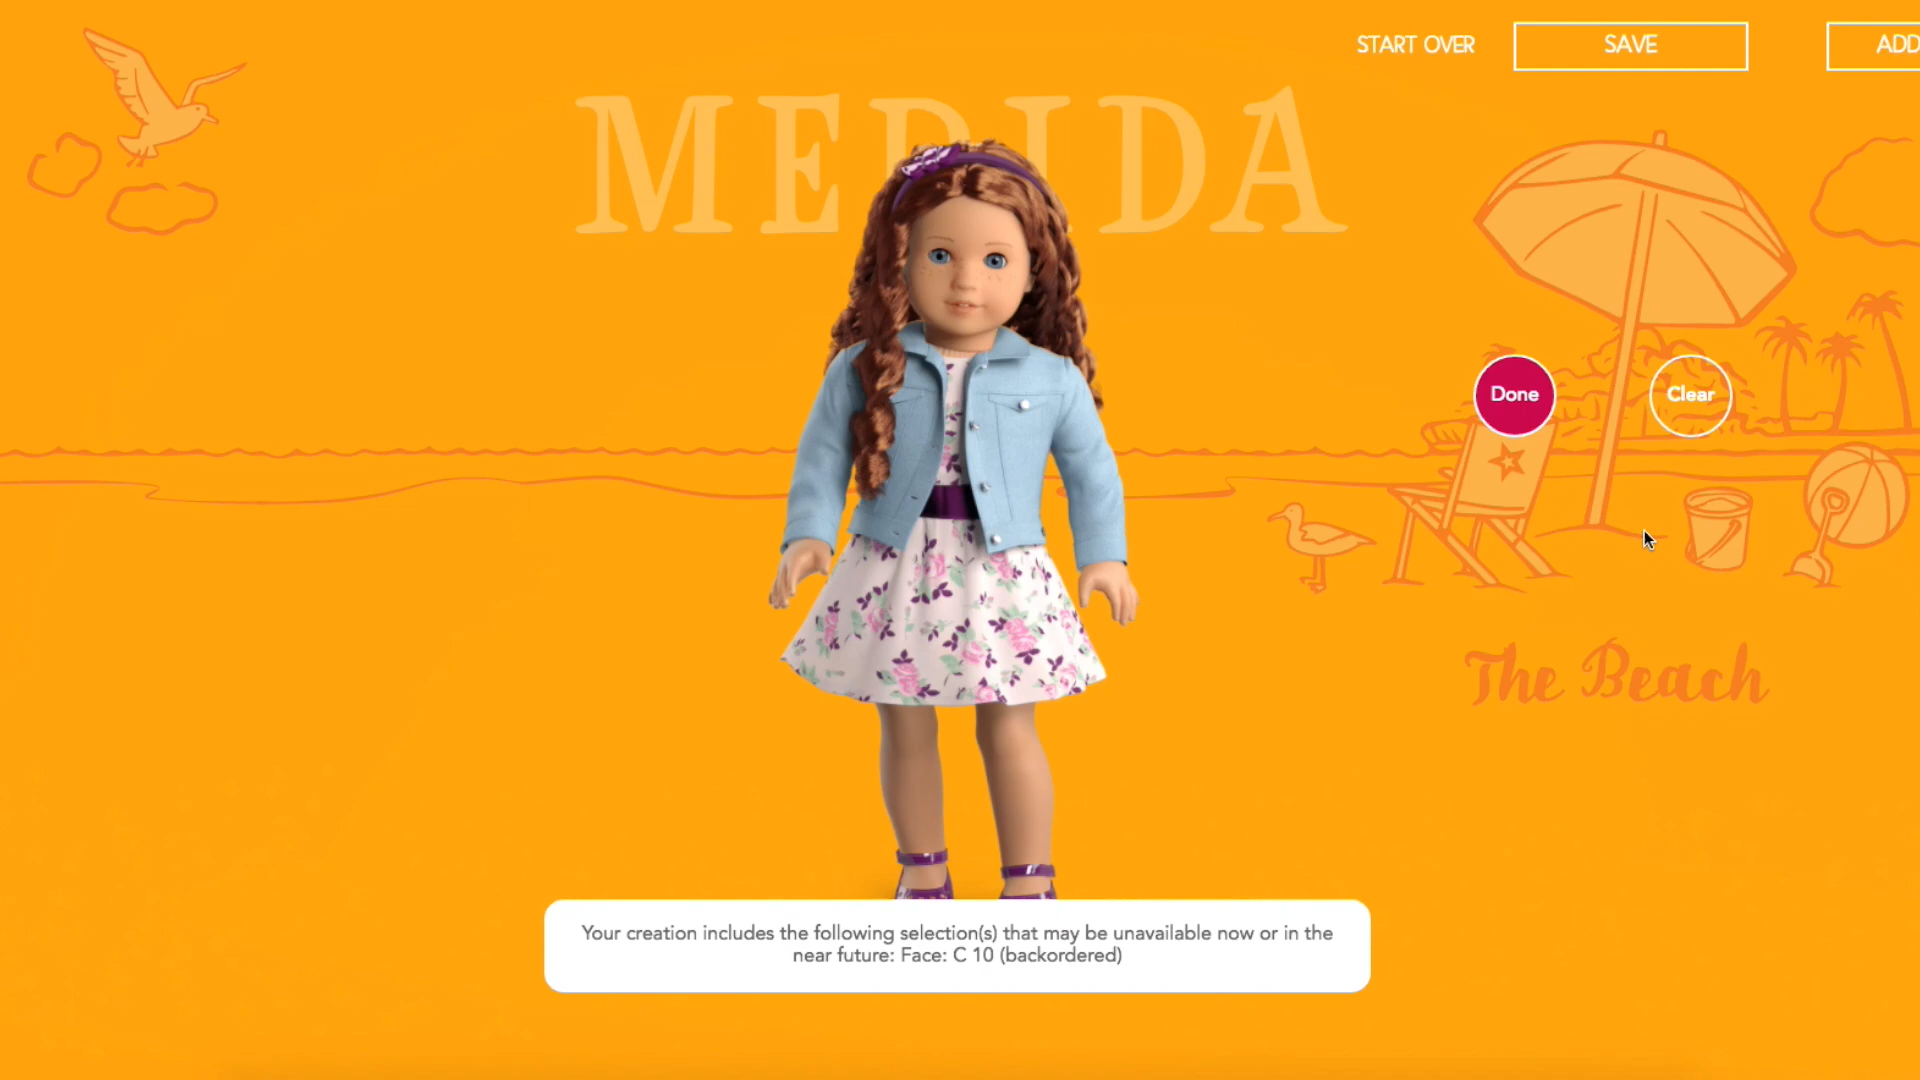 START OVER
SAVE
ADD
MERIDA
Done
Clear
The Beach
Your creation includes the following selection(s) that may be unavailable now or in the
near future: Face: C 10 (backordered)